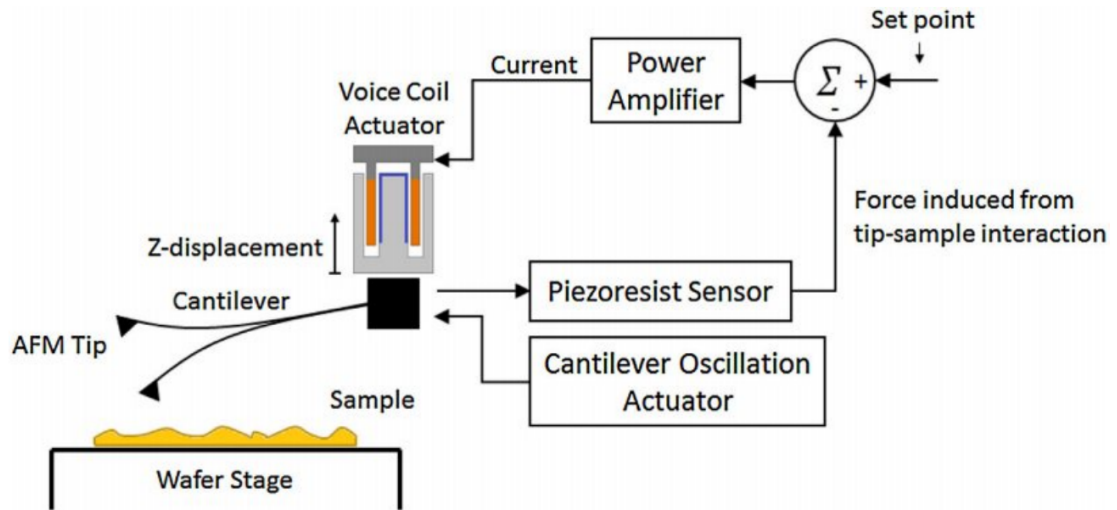 Set point
Current
Power
Amplifier
Σ +
-
Voice Coil
Actuator
Force induced from
tip-sample interaction
Z-displacement
Piezoresist Sensor
Cantilever
AFM Tip
Cantilever Oscillation
Actuator
Sample
Wafer Stage